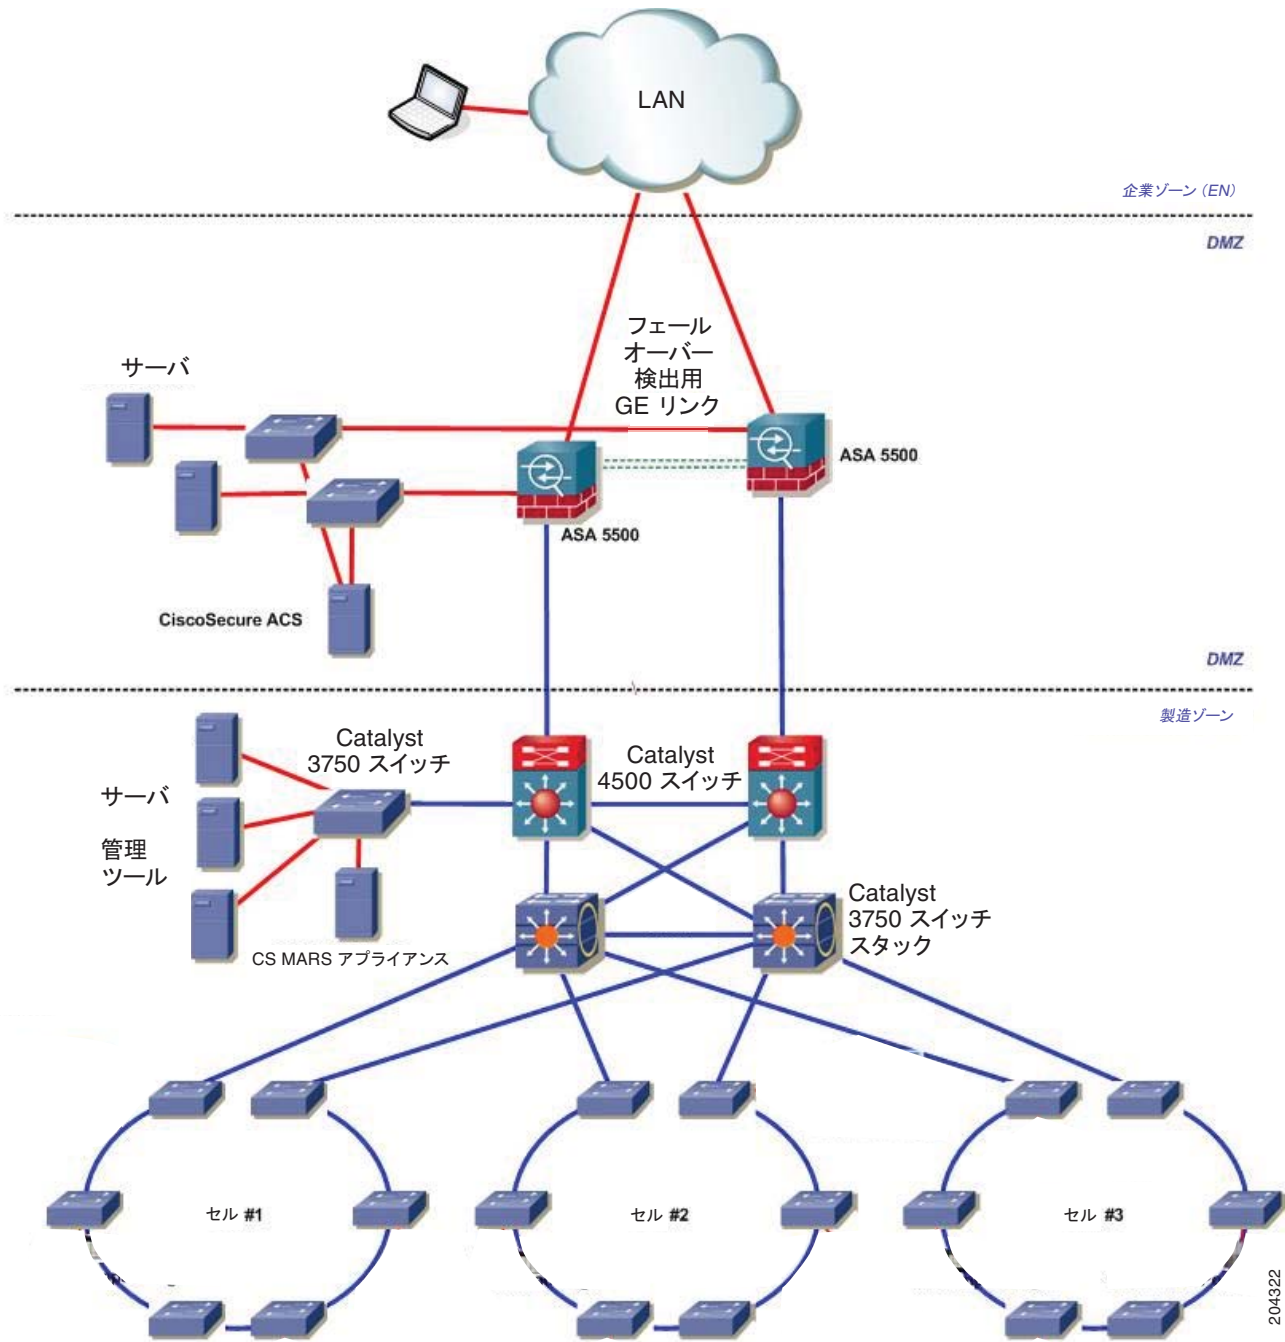 LAN
企業ゾーン (EN)
DMZ
フェール
オーバー
検出用
GE リンク
サーバ
ASA 5500
ASA 5500
CiscoSecure ACS
DMZ
製造ゾーン
Catalyst
3750 スイッチ
Catalyst
4500 スイッチ
サーバ
管理
ツール
Catalyst
3750 スイッチ
スタック
CS MARS アプライアンス
セル #1
セル #2
セル #3
204322